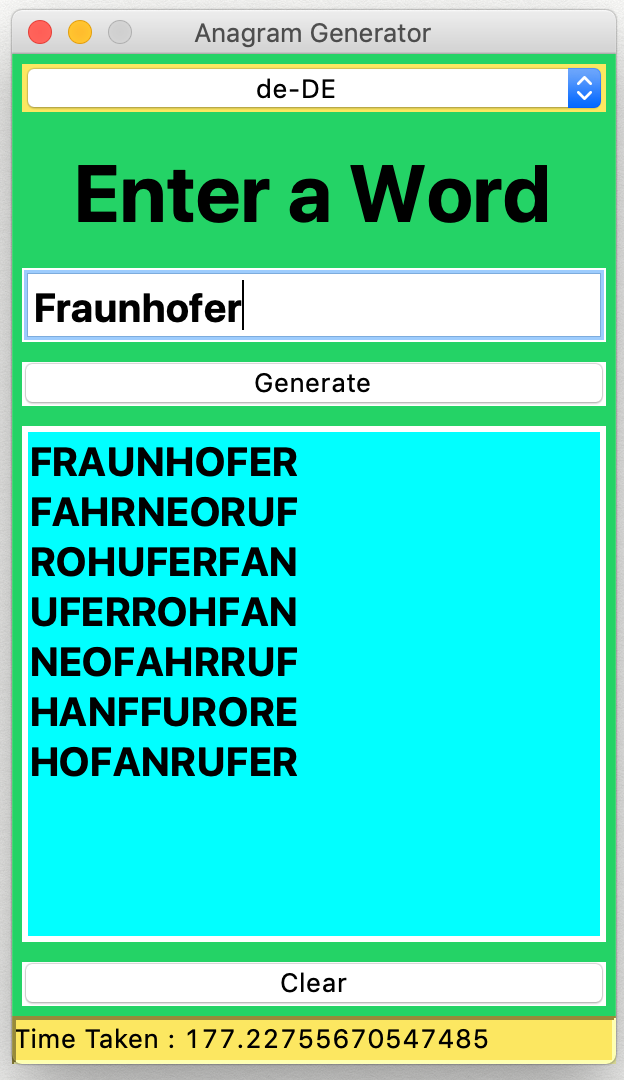 Anagram Generator
de-DE
Enter a Word
Fraunhofer
Generate
FRAUNHOFER
FAHRNEORUF
ROHUFERFAN
UFERROHFAN
NEOFAHRRUF
HANFFURORE
HOFANRUFER
Clear
Time Taken : 177.22755670547485